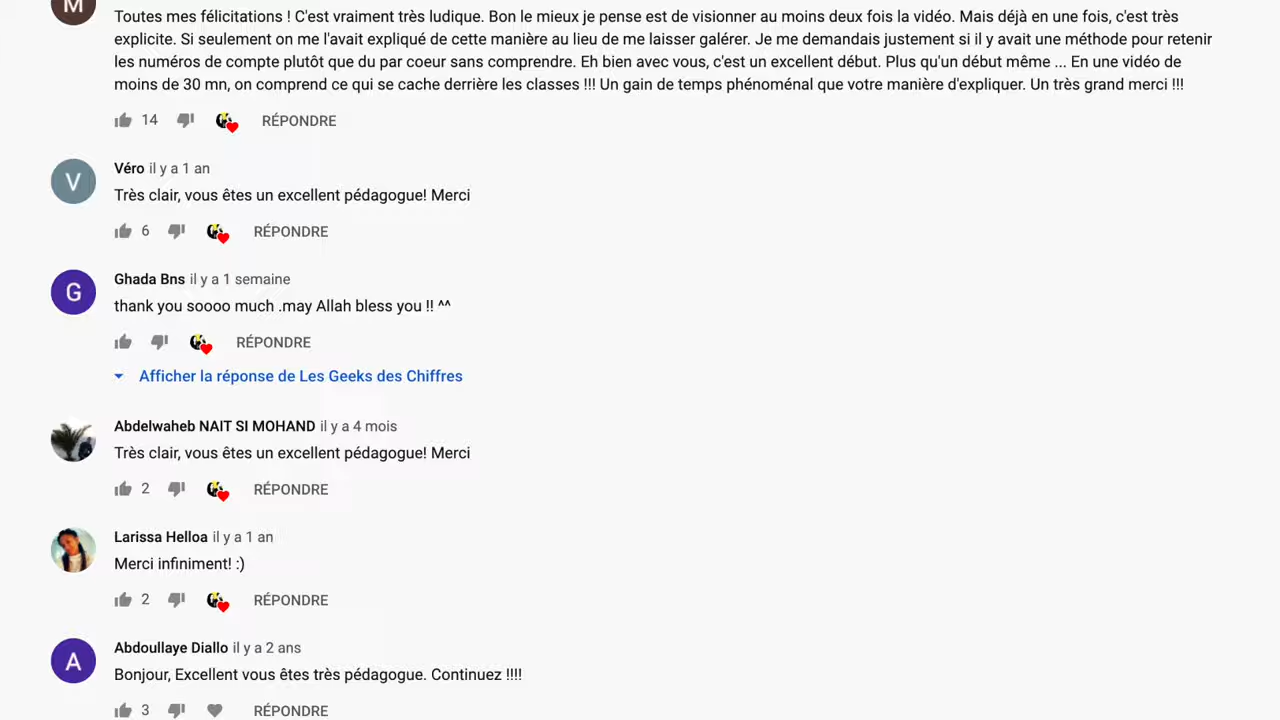 M
Toutes mes félicitations ! C'est vraiment très ludique. Bon le mieux je pense est de visionner au moins deux fois la vidéo. Mais déjà en une fois, c'est très
explicite. Si seulement on me l'avait expliqué de cette manière au lieu de me laisser galérer. Je me demandais justement si il y avait une méthode pour retenir
les numéros de compte plutôt que du par coeur sans comprendre. Eh bien avec vous, c'est un excellent début. Plus qu'un début même ... En une vidéo de
moins de 30 mn, on comprend ce qui se cache derrière les classes !!! Un gain de temps phénoménal que votre manière d'expliquer. Un très grand merci !!!
14 RÉPONDRE
V
Véro il y a 1 an
Très clair, vous êtes un excellent pédagogue! Merci
6 RÉPONDRE
G
Ghada Bns il y a 1 semaine
thank you soooo much .may Allah bless you !! ^^
RÉPONDRE
Afficher la réponse de Les Geeks des Chiffres
Abdelwaheb NAIT SI MOHAND il y a 4 mois
Très clair, vous êtes un excellent pédagogue! Merci
2 RÉPONDRE
Larissa Helloa il y a 1 an
Merci infiniment! :)
2 RÉPONDRE
A
Abdoullaye Diallo il y a 2 ans
Bonjour, Excellent vous êtes très pédagogue. Continuez !!!!
3 RÉPONDRE